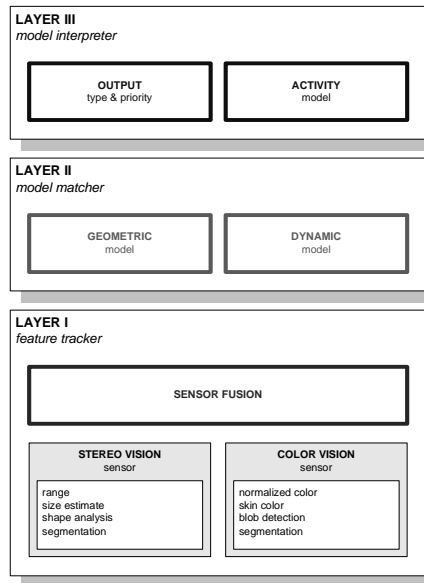 LAYER III
model interpreter
OUTPUT
type & priority
ACTIVITY
model
LAYER II
model matcher
GEOMETRIC
model
DYNAMIC
model
LAYER I
feature tracker
SENSOR FUSION
STEREO VISION
sensor
range
size estimate
shape analysis
segmentation
COLOR VISION
sensor
normalized color
skin color
blob detection
segmentation